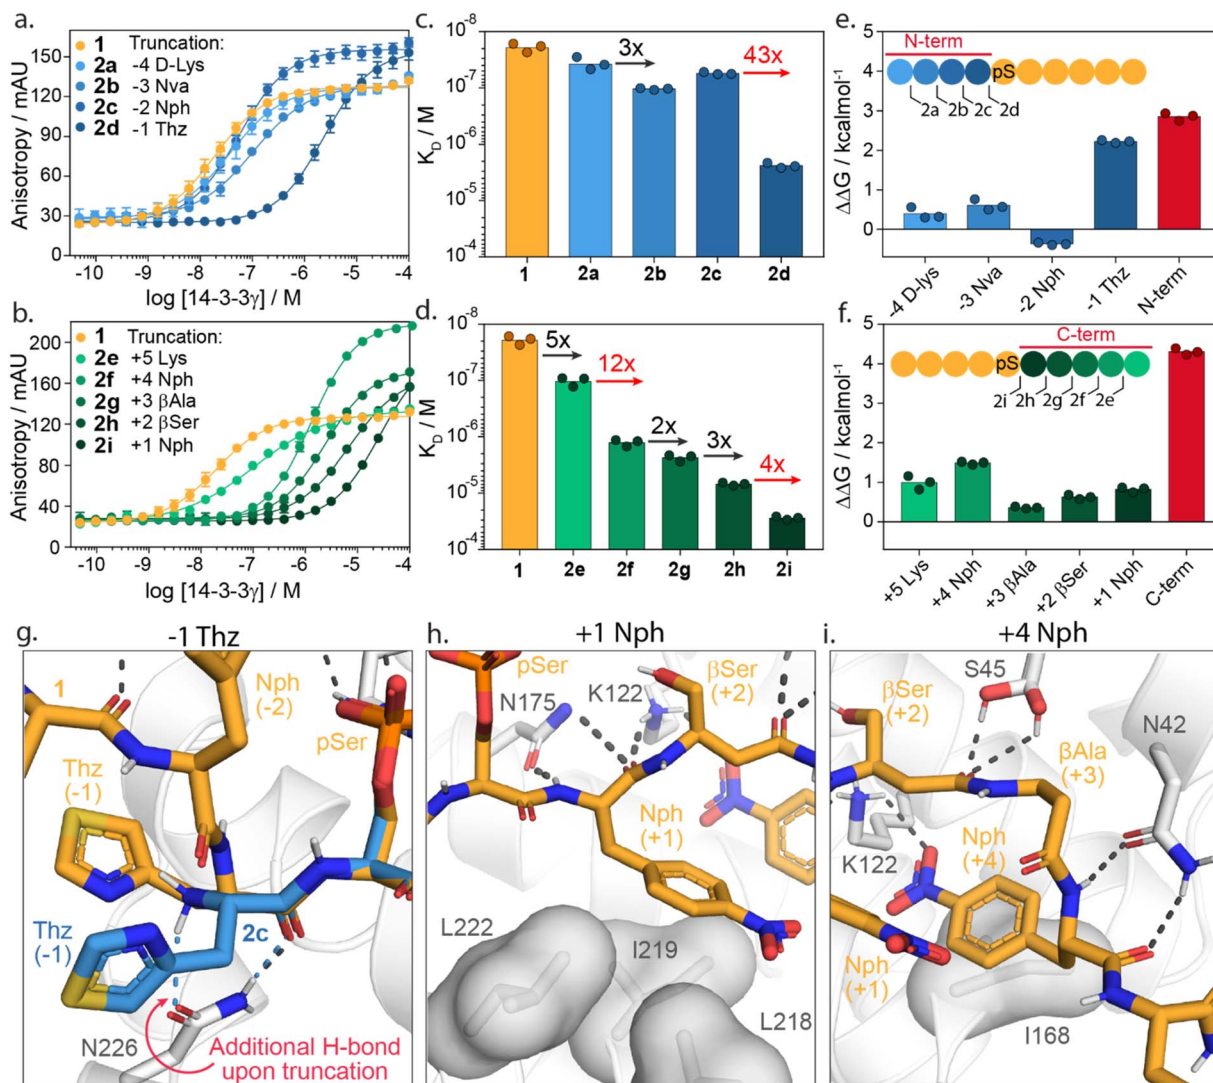 a.
1 Truncation:
2a -4 D-Lys
2b -3 Nva
2c -2 Nph
2d -1 Thz
Anisotropy / mAU
150
120
90
60
30
0
-10 -9 -8 -7 -6 -5 -4
log [14-3-3γ] / M
c.
K_D / M
10⁻⁸
10⁻⁷
10⁻⁶
10⁻⁵
10⁻⁴
3x
43x
1 2a 2b 2c 2d
e.
N-term
pS
2a 2b 2c 2d
ΔΔG / kcalmol⁻¹
5
4
3
2
1
0
-4 D-lys
-3 Nva
-2 Nph
-1 Thz
N-term
b.
1 Truncation:
2e +5 Lys
2f +4 Nph
2g +3 βAla
2h +2 βSer
2i +1 Nph
Anisotropy / mAU
200
160
120
80
40
0
-10 -9 -8 -7 -6 -5 -4
log [14-3-3γ] / M
d.
K_D / M
10⁻⁸
10⁻⁷
10⁻⁶
10⁻⁵
10⁻⁴
5x
12x
2x
3x
4x
1 2e 2f 2g 2h 2i
f.
C-term
pS
2i 2h 2g 2f 2e
ΔΔG / kcalmol⁻¹
5
4
3
2
1
0
+5 Lys
+4 Nph
+3 βAla
+2 βSer
+1 Nph
C-term
g.
-1 Thz
1
Nph
(-2)
pSer
Thz
(-1)
Thz
(-1)
2c
N226
Additional H-bond
upon truncation
h.
+1 Nph
pSer
N175
K122
βSer
(+2)
Nph
(+1)
L222
I219
L218
i.
+4 Nph
βSer
(+2)
S45
N42
βAla
(+3)
K122
Nph
(+4)
Nph
(+1)
I168